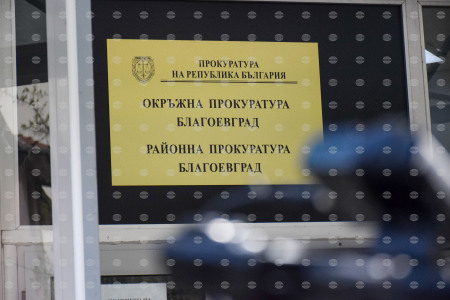 ПРОКУРАТУРА
НА РЕПУБЛИКА БЪЛГАРИЯ
ОКРЪЖНА ПРОКУРАТУРА
БЛАГОЕВГРАД
РАЙОННА ПРОКУРАТУРА
БЛАГОЕВГРАД